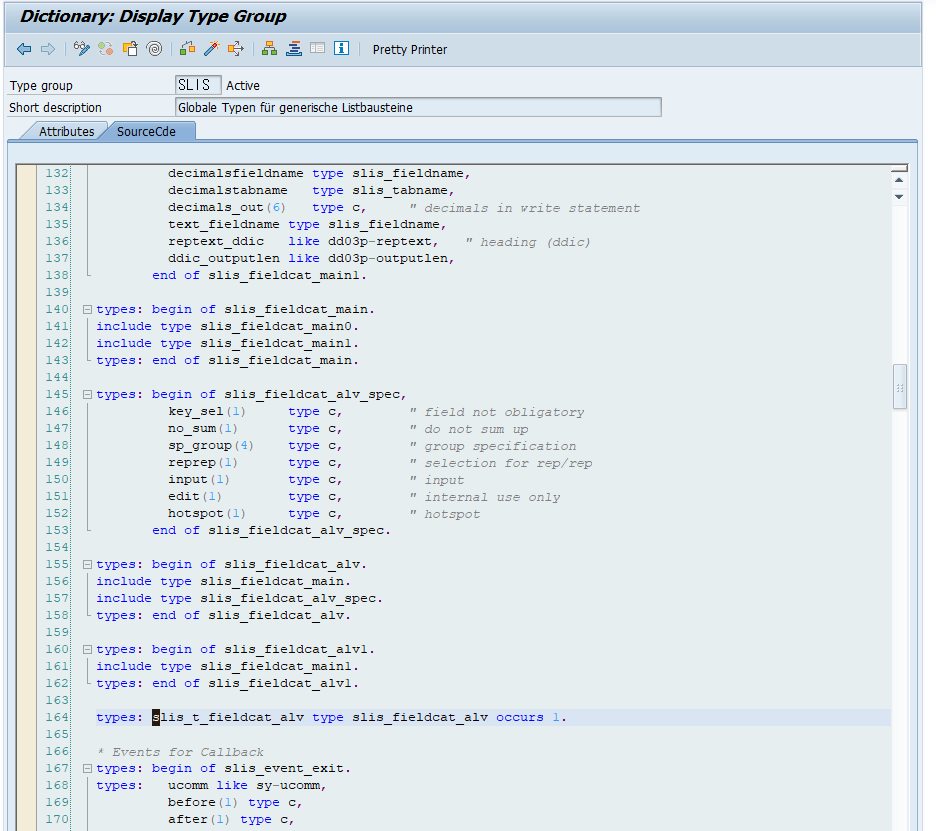 Dictionary: Display Type Group
Pretty Printer
Type group SLIS Active
Short description Globale Typen für generische Listbausteine
Attributes SourceCde
132 decimalsfieldname type slis_fieldname,
133 decimalstabname type slis_tabname,
134 decimals_out(6) type c, " decimals in write statement
135 text_fieldname type slis_fieldname,
136 reptext_ddic like dd03p-reptext, " heading (ddic)
137 ddic_outputlen like dd03p-outputlen,
138 end of slis_fieldcat_main1.
139
140 types: begin of slis_fieldcat_main.
141 include type slis_fieldcat_main0.
142 include type slis_fieldcat_main1.
143 types: end of slis_fieldcat_main.
144
145 types: begin of slis_fieldcat_alv_spec,
146 key_sel(1) type c, " field not obligatory
147 no_sum(1) type c, " do not sum up
148 sp_group(4) type c, " group specification
149 reprep(1) type c, " selection for rep/rep
150 input(1) type c, " input
151 edit(1) type c, " internal use only
152 hotspot(1) type c, " hotspot
153 end of slis_fieldcat_alv_spec.
154
155 types: begin of slis_fieldcat_alv.
156 include type slis_fieldcat_main.
157 include type slis_fieldcat_alv_spec.
158 types: end of slis_fieldcat_alv.
159
160 types: begin of slis_fieldcat_alv1.
161 include type slis_fieldcat_main1.
162 types: end of slis_fieldcat_alv1.
163
164 types: slis_t_fieldcat_alv type slis_fieldcat_alv occurs 1.
165
166 * Events for Callback
167 types: begin of slis_event_exit.
168 types: ucomm like sy-ucomm,
169 before(1) type c,
170 after(1) type c,